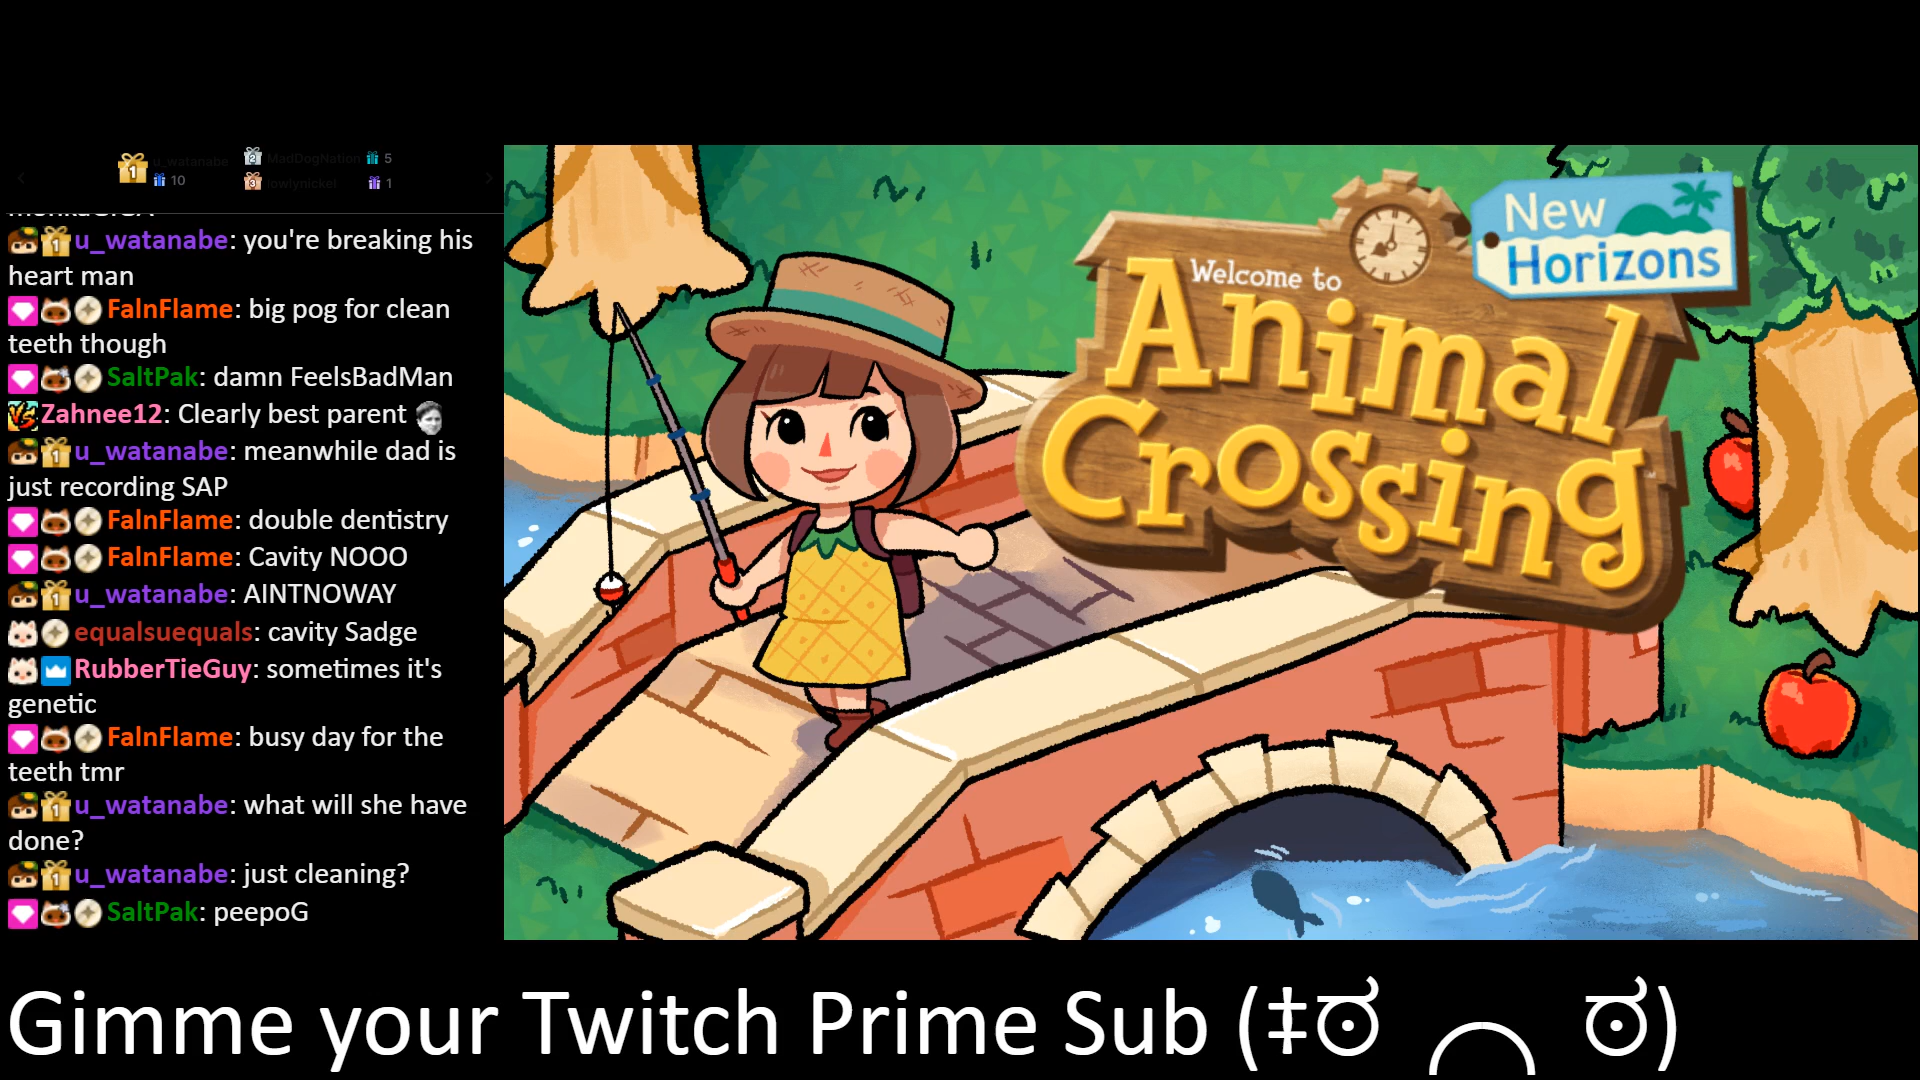 u_watanabe
10
MadDogNation 5
lowlynickel 1
u_watanabe: you're breaking his
heart man
FalnFlame: big pog for clean
teeth though
SaltPak: damn FeelsBadMan
Zahnee12: Clearly best parent
u_watanabe: meanwhile dad is
just recording SAP
FalnFlame: double dentistry
FalnFlame: Cavity NOOO
u_watanabe: AINTNOWAY
equalsuequals: cavity Sadge
RubberTieGuy: sometimes it's
genetic
FalnFlame: busy day for the
teeth tmr
u_watanabe: what will she have
done?
u_watanabe: just cleaning?
SaltPak: peepoG
Welcome to
Animal
Crossing
New
Horizons
Gimme your Twitch Prime Sub (‡ಠ ︵ ಠ)